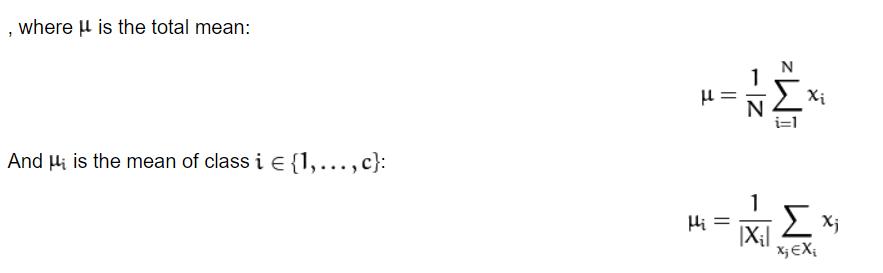 , where μ is the total mean:
μ = 1/N ∑_{i=1}^{N} x_i
And μ_i is the mean of class i ∈ {1,...,c}:
μ_i = 1/|X_i| ∑_{x_j∈X_i} x_j